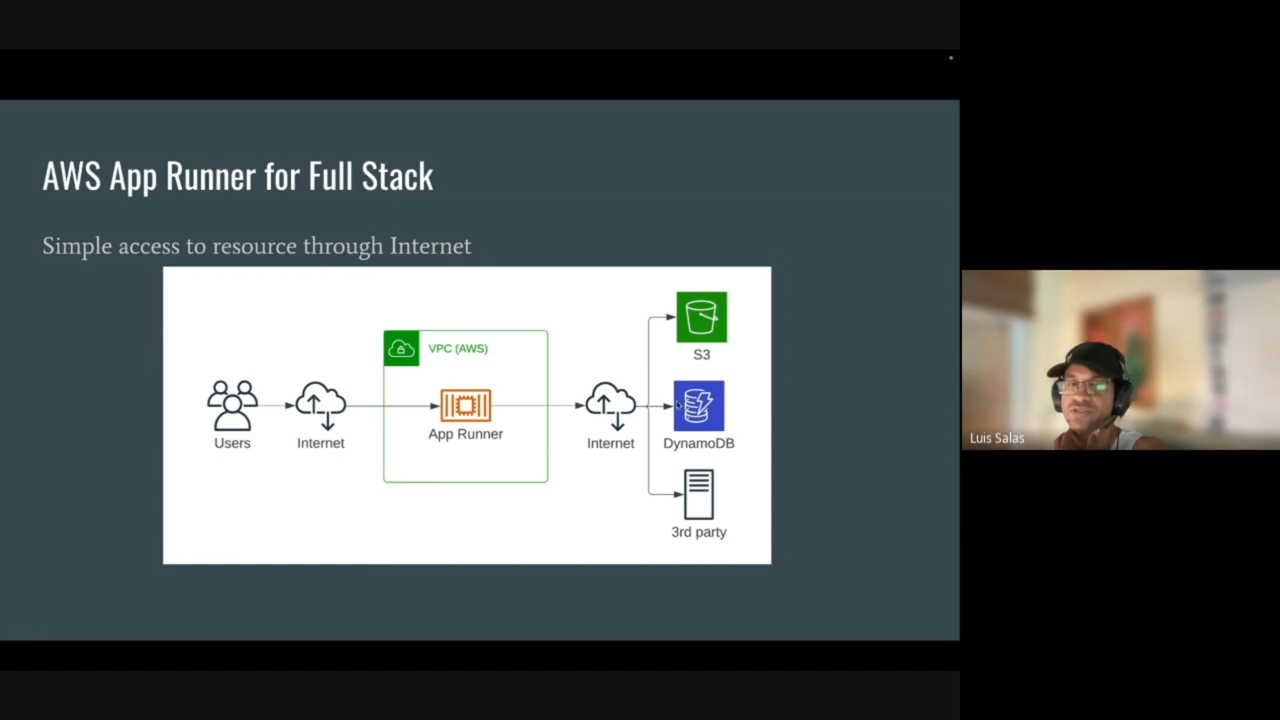 AWS App Runner for Full Stack
Simple access to resource through Internet
VPC (AWS)
S3
Users
Internet
App Runner
Internet
DynamoDB
3rd party
Luis Salas